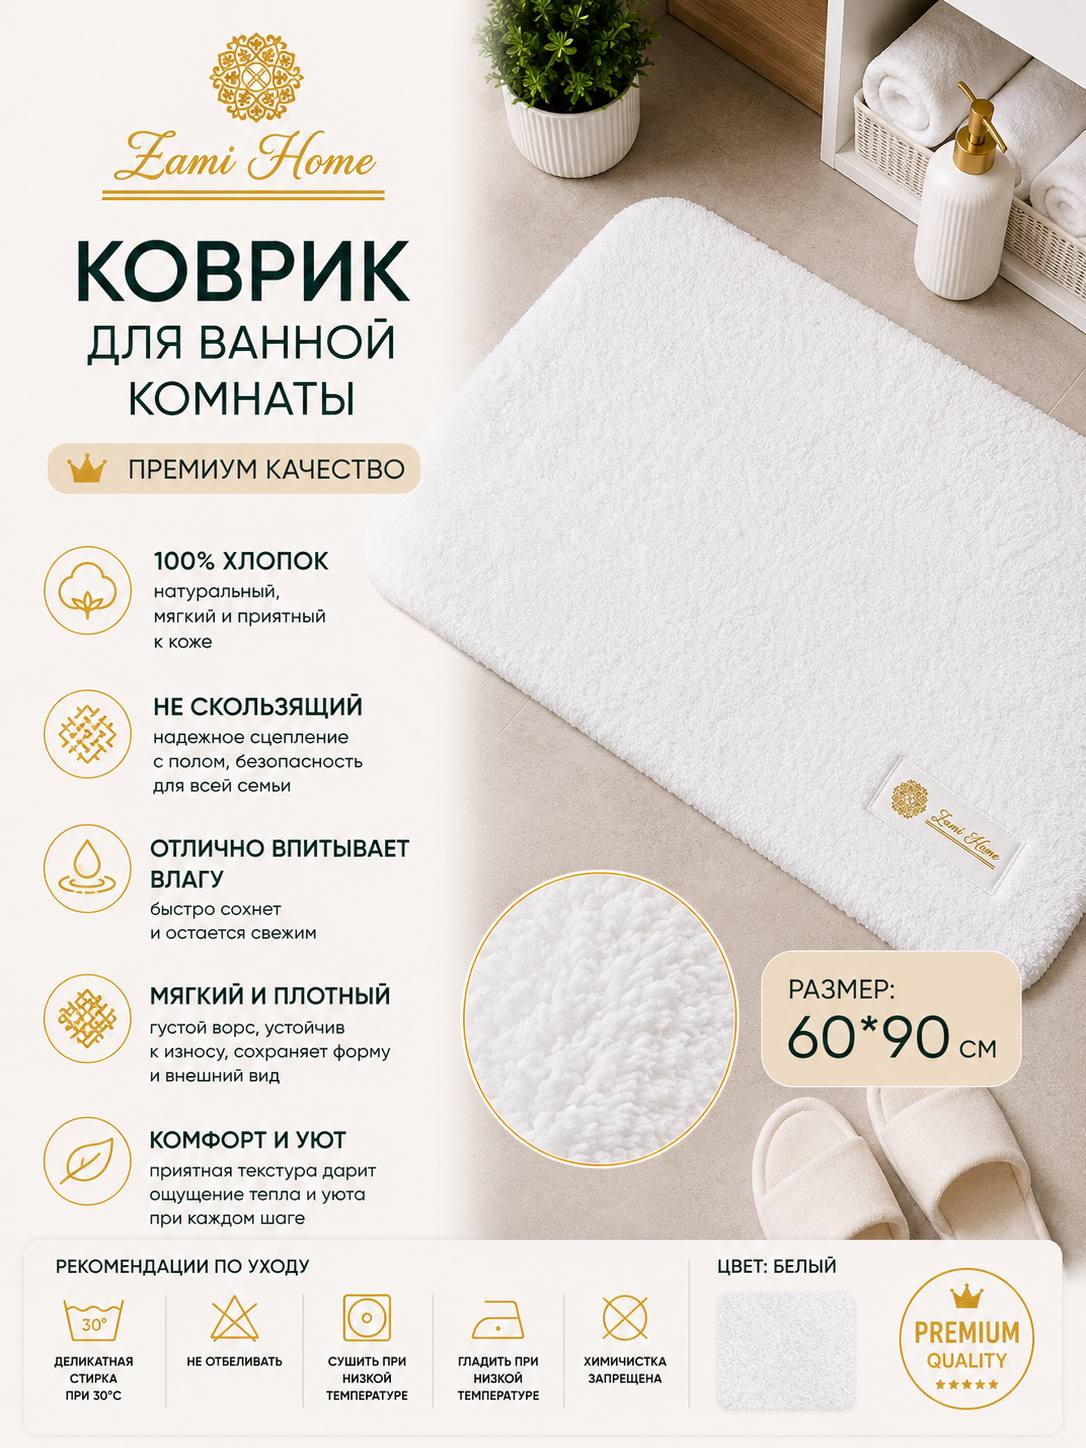 Zami Home
КОВРИК
ДЛЯ ВАННОЙ
КОМНАТЫ
ПРЕМИУМ КАЧЕСТВО
100% ХЛОПОК
натуральный,
мягкий и приятный
к коже
НЕ СКОЛЬЗЯЩИЙ
надежное сцепление
с полом, безопасность
для всей семьи
ОТЛИЧНО ВПИТЫВАЕТ
ВЛАГУ
быстро сохнет
и остается свежим
МЯГКИЙ И ПЛОТНЫЙ
густой ворс, устойчив
к износу, сохраняет форму
и внешний вид
КОМФОРТ И УЮТ
приятная текстура дарит
ощущение тепла и уюта
при каждом шаге
Zami Home
РАЗМЕР:
60*90 СМ
РЕКОМЕНДАЦИИ ПО УХОДУ
30°
ДЕЛИКАТНАЯ
СТИРКА
ПРИ 30°С
НЕ ОТБЕЛИВАТЬ
СУШИТЬ ПРИ
НИЗКОЙ
ТЕМПЕРАТУРЕ
ГЛАДИТЬ ПРИ
НИЗКОЙ
ТЕМПЕРАТУРЕ
ХИМИЧИСТКА
ЗАПРЕЩЕНА
ЦВЕТ: БЕЛЫЙ
PREMIUM
QUALITY